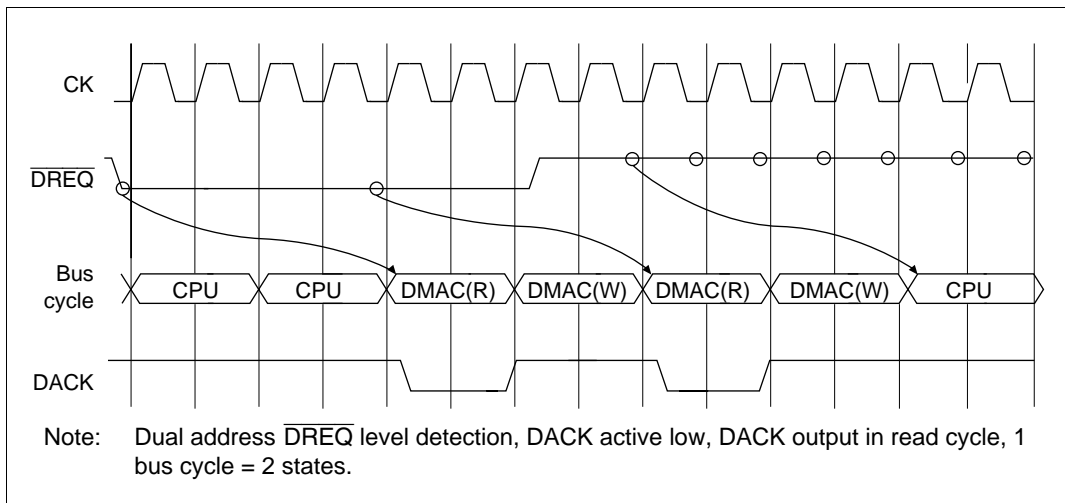 CK
DREQ
Bus
cycle
CPU CPU DMAC(R) DMAC(W) DMAC(R) DMAC(W) CPU
DACK
Note: Dual address DREQ level detection, DACK active low, DACK output in read cycle, 1
bus cycle = 2 states.